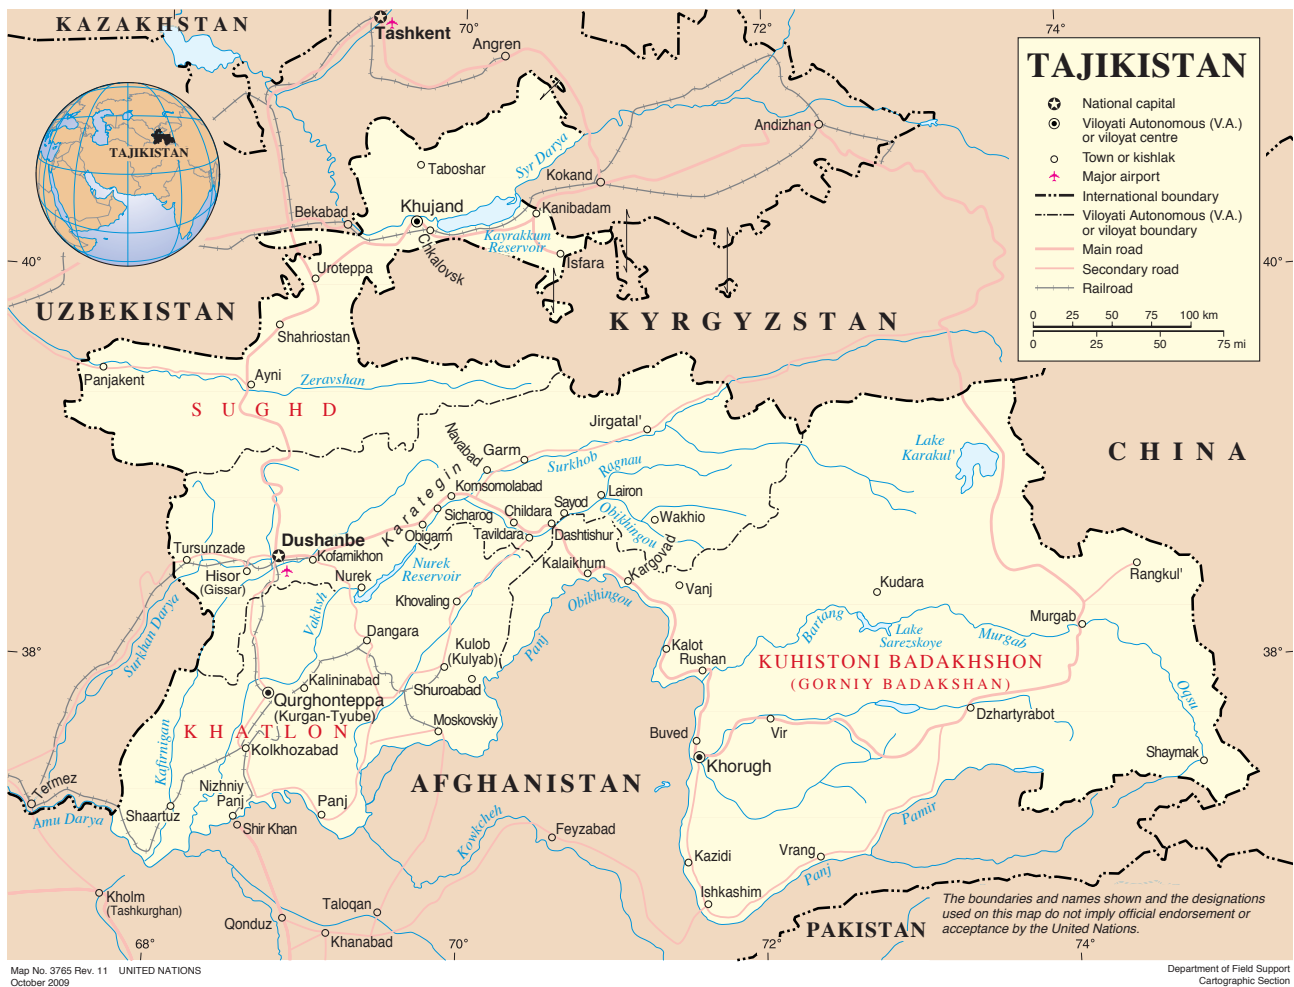 KAZAKHSTAN
Tashkent
Angren
70°
72°
74°
TAJIKISTAN
National capital
Viloyati Autonomous (V.A.)
or viloyat centre
Town or kishlak
Major airport
International boundary
Viloyati Autonomous (V.A.)
or viloyat boundary
Main road
Secondary road
Railroad
0 25 50 75 100 km
0 25 50 75 mi
TAJIKISTAN
Andizhan
Taboshar
Syr Darya
Kokand
Bekabad
Khujand
Kanibadam
Chkalovsk
Kayrakkum
Reservoir
Isfara
40°
40°
Uroteppa
UZBEKISTAN
KYRGYZSTAN
Shahriostan
Panjakent
Ayni
Zeravshan
SUGHD
Jirgatal'
Navabad
Garm
Surkhob
Ragnau
Lake
Karakul'
CHINA
Karategin
Komsomolabad
Lairon
Sicharog
Childara
Sayod
Obikhingou
Wakhio
Obigarm
Tavildara
Dashtishur
Dushanbe
Tursunzade
Kofarnikhon
Hisor
(Gissar)
Nurek
Nurek
Reservoir
Kalaikhum
Kargovad
Vanj
Kudara
Rangkul'
Khovaling
Obikhingou
Vakhsh
Surkhan Darya
Dangara
Kulob
(Kulyab)
Panj
Kalot
Rushan
Bartang
Lake
Sarezskoye
Murgab
Murgab
38°
38°
KUHISTONI BADAKHSHON
(GORNIY BADAKSHAN)
Kalininabad
Shuroabad
Qurghonteppa
(Kurgan-Tyube)
Moskovskiy
Oqsu
Dzhartyrabot
KHATLON
Kafirnigan
Kolkhozabad
Buved
Vir
Shaymak
Khorugh
Termez
Amu Darya
Nizhniy
Panj
Panj
AFGHANISTAN
Shaartuz
Shir Khan
Kowkcheh
Feyzabad
Pamir
Kazidi
Vrang
Panj
Ishkashim
Kholm
(Tashkurghan)
Taloqan
Qonduz
Khanabad
PAKISTAN
The boundaries and names shown and the designations
used on this map do not imply official endorsement or
acceptance by the United Nations.
68°
70°
72°
74°
Map No. 3765 Rev. 11 UNITED NATIONS
October 2009
Department of Field Support
Cartographic Section